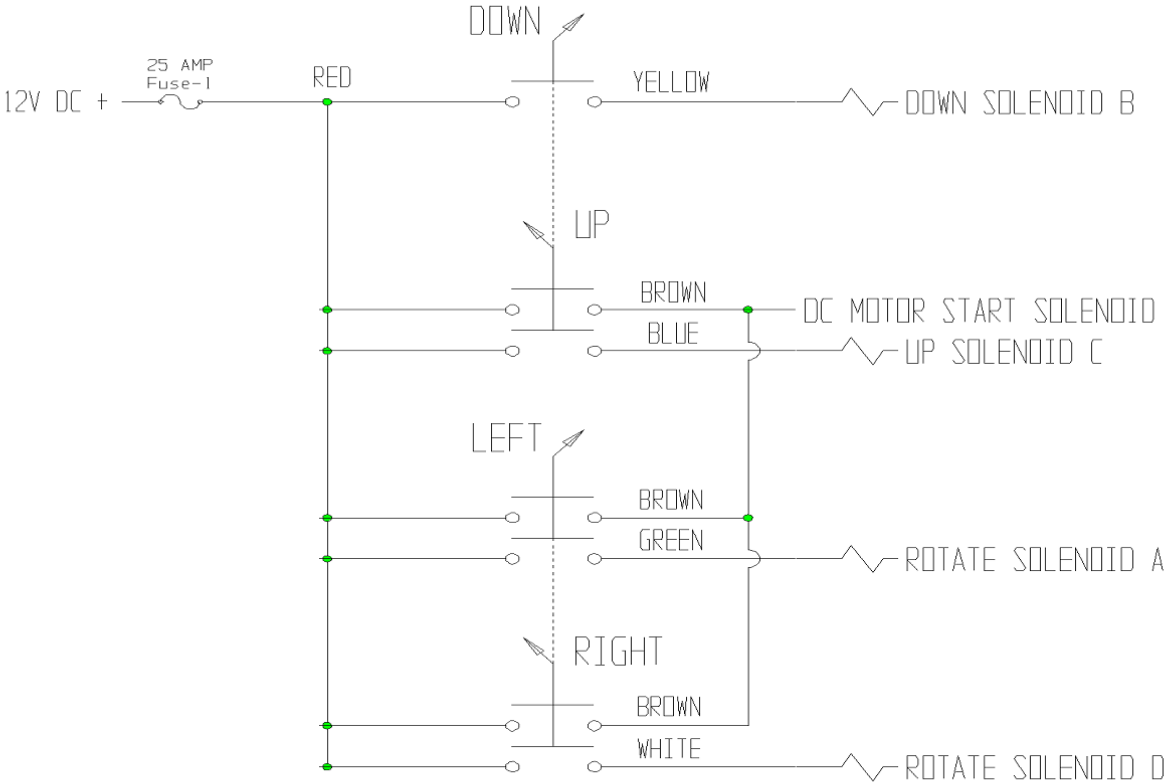 DOWN
25 AMP
Fuse-1
RED
YELLOW
12V DC +
DOWN SOLENOID B
UP
BROWN
DC MOTOR START SOLENOID
BLUE
UP SOLENOID C
LEFT
BROWN
GREEN
ROTATE SOLENOID A
RIGHT
BROWN
WHITE
ROTATE SOLENOID D